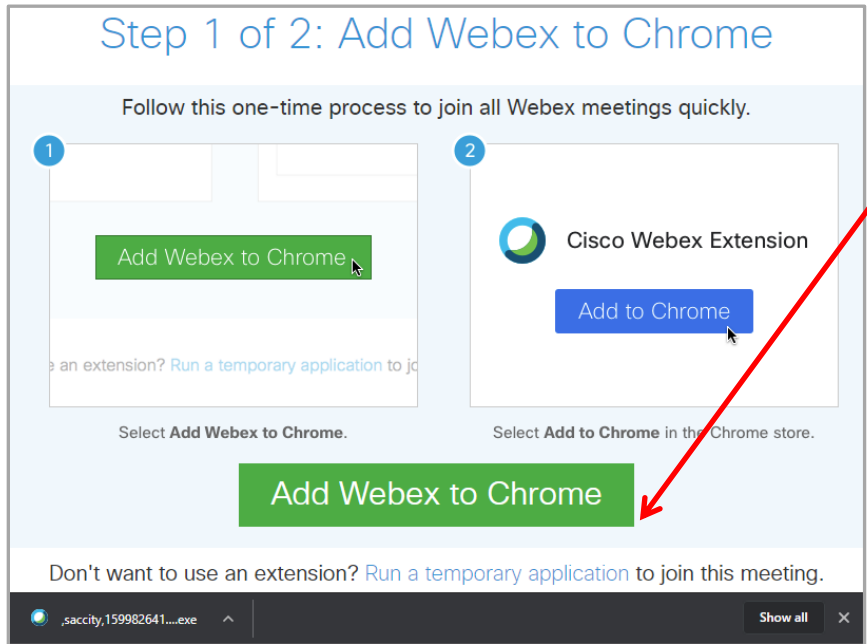 Step 1 of 2: Add Webex to Chrome
Follow this one-time process to join all Webex meetings quickly.
1
Add Webex to Chrome
e an extension? Run a temporary application to jo
Select Add Webex to Chrome.
2
Cisco Webex Extension
Add to Chrome
Select Add to Chrome in the Chrome store.
Add Webex to Chrome
Don't want to use an extension? Run a temporary application to join this meeting.
,saccity,159982641....exe
Show all